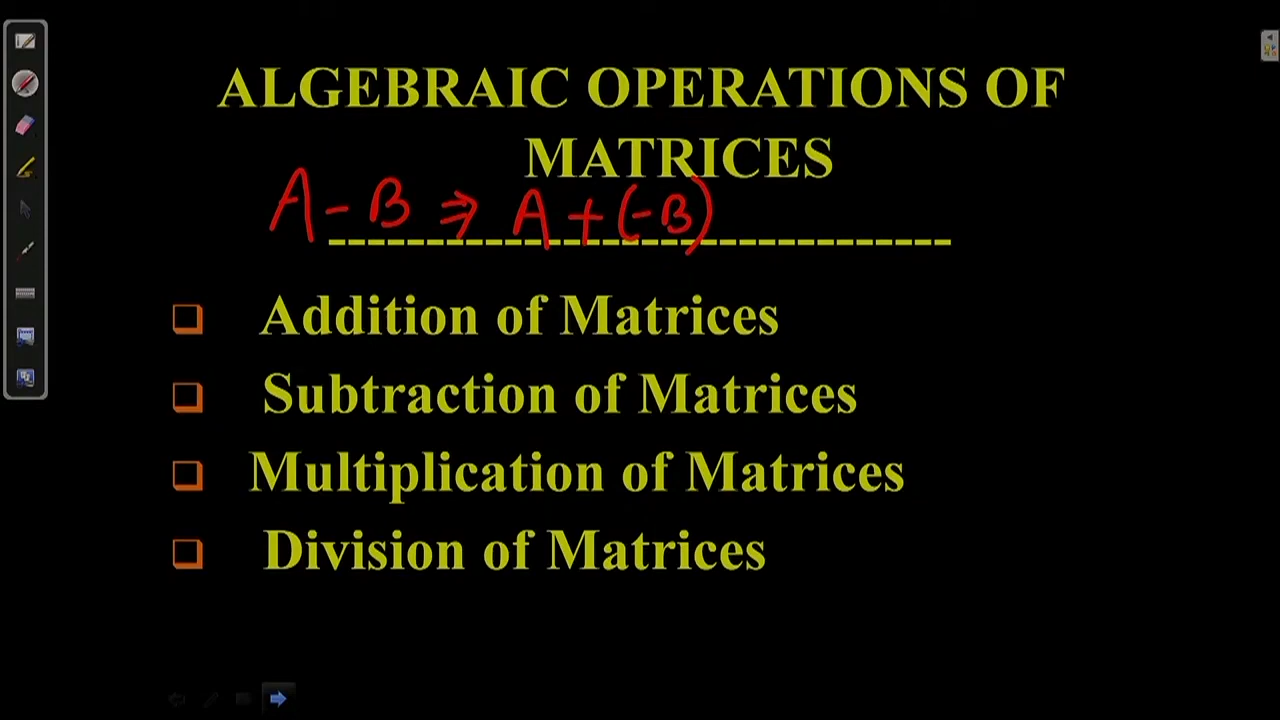 ALGEBRAIC OPERATIONS OF
MATRICES
A - B ⇒ A + (-B)
------------------------------
Addition of Matrices
Subtraction of Matrices
Multiplication of Matrices
Division of Matrices